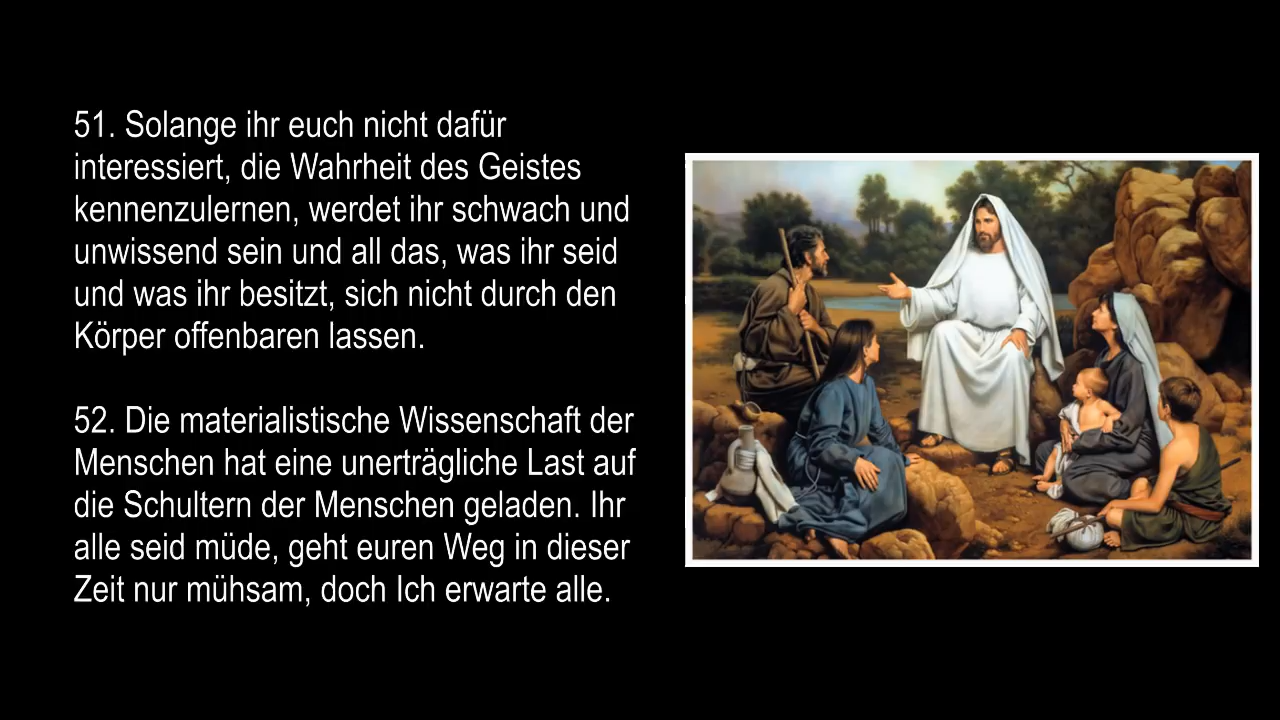 51. Solange ihr euch nicht dafür
interessiert, die Wahrheit des Geistes
kennenzulernen, werdet ihr schwach und
unwissend sein und all das, was ihr seid
und was ihr besitzt, sich nicht durch den
Körper offenbaren lassen.
52. Die materialistische Wissenschaft der
Menschen hat eine unerträgliche Last auf
die Schultern der Menschen geladen. Ihr
alle seid müde, geht euren Weg in dieser
Zeit nur mühsam, doch Ich erwarte alle.